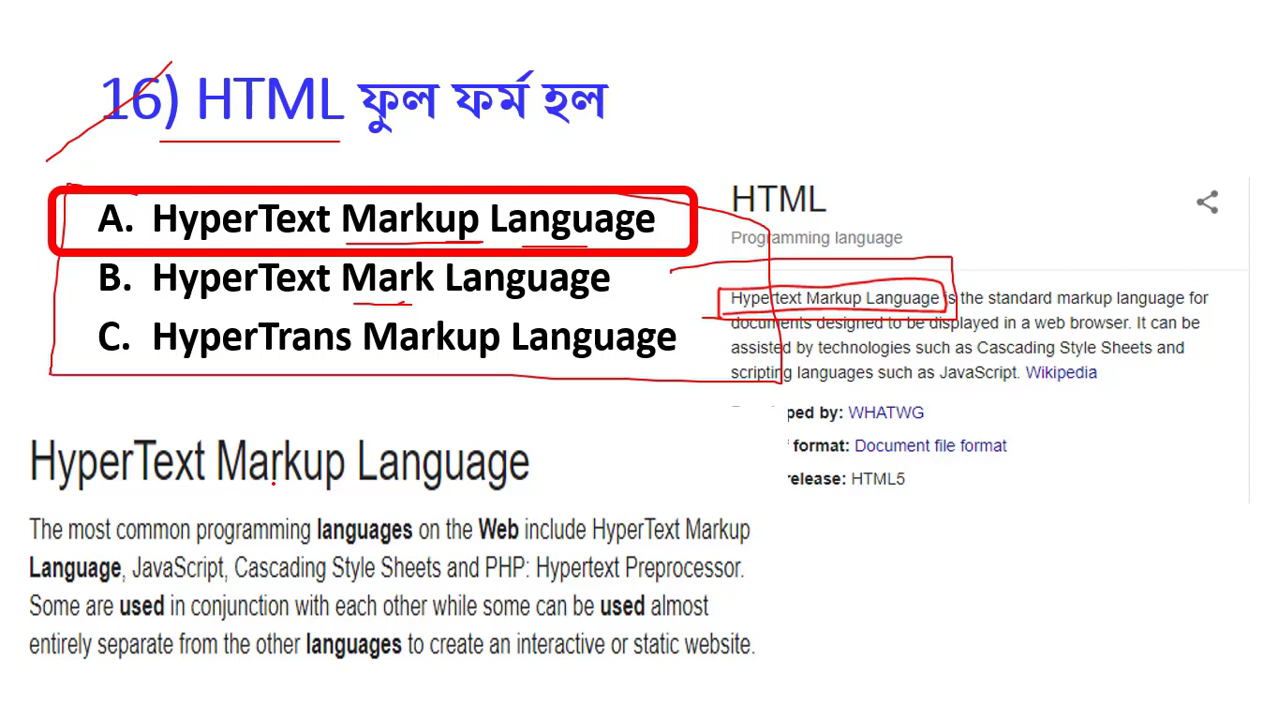 16) HTML ফুল ফর্ম হল
A. HyperText Markup Language
B. HyperText Mark Language
C. HyperTrans Markup Language
HTML
Programming language
Hypertext Markup Language is the standard markup language for
documents designed to be displayed in a web browser. It can be
assisted by technologies such as Cascading Style Sheets and
scripting languages such as JavaScript. Wikipedia
ped by: WHATWG
format: Document file format
release: HTML5
HyperText Markup Language
The most common programming languages on the Web include HyperText Markup
Language, JavaScript, Cascading Style Sheets and PHP: Hypertext Preprocessor.
Some are used in conjunction with each other while some can be used almost
entirely separate from the other languages to create an interactive or static website.